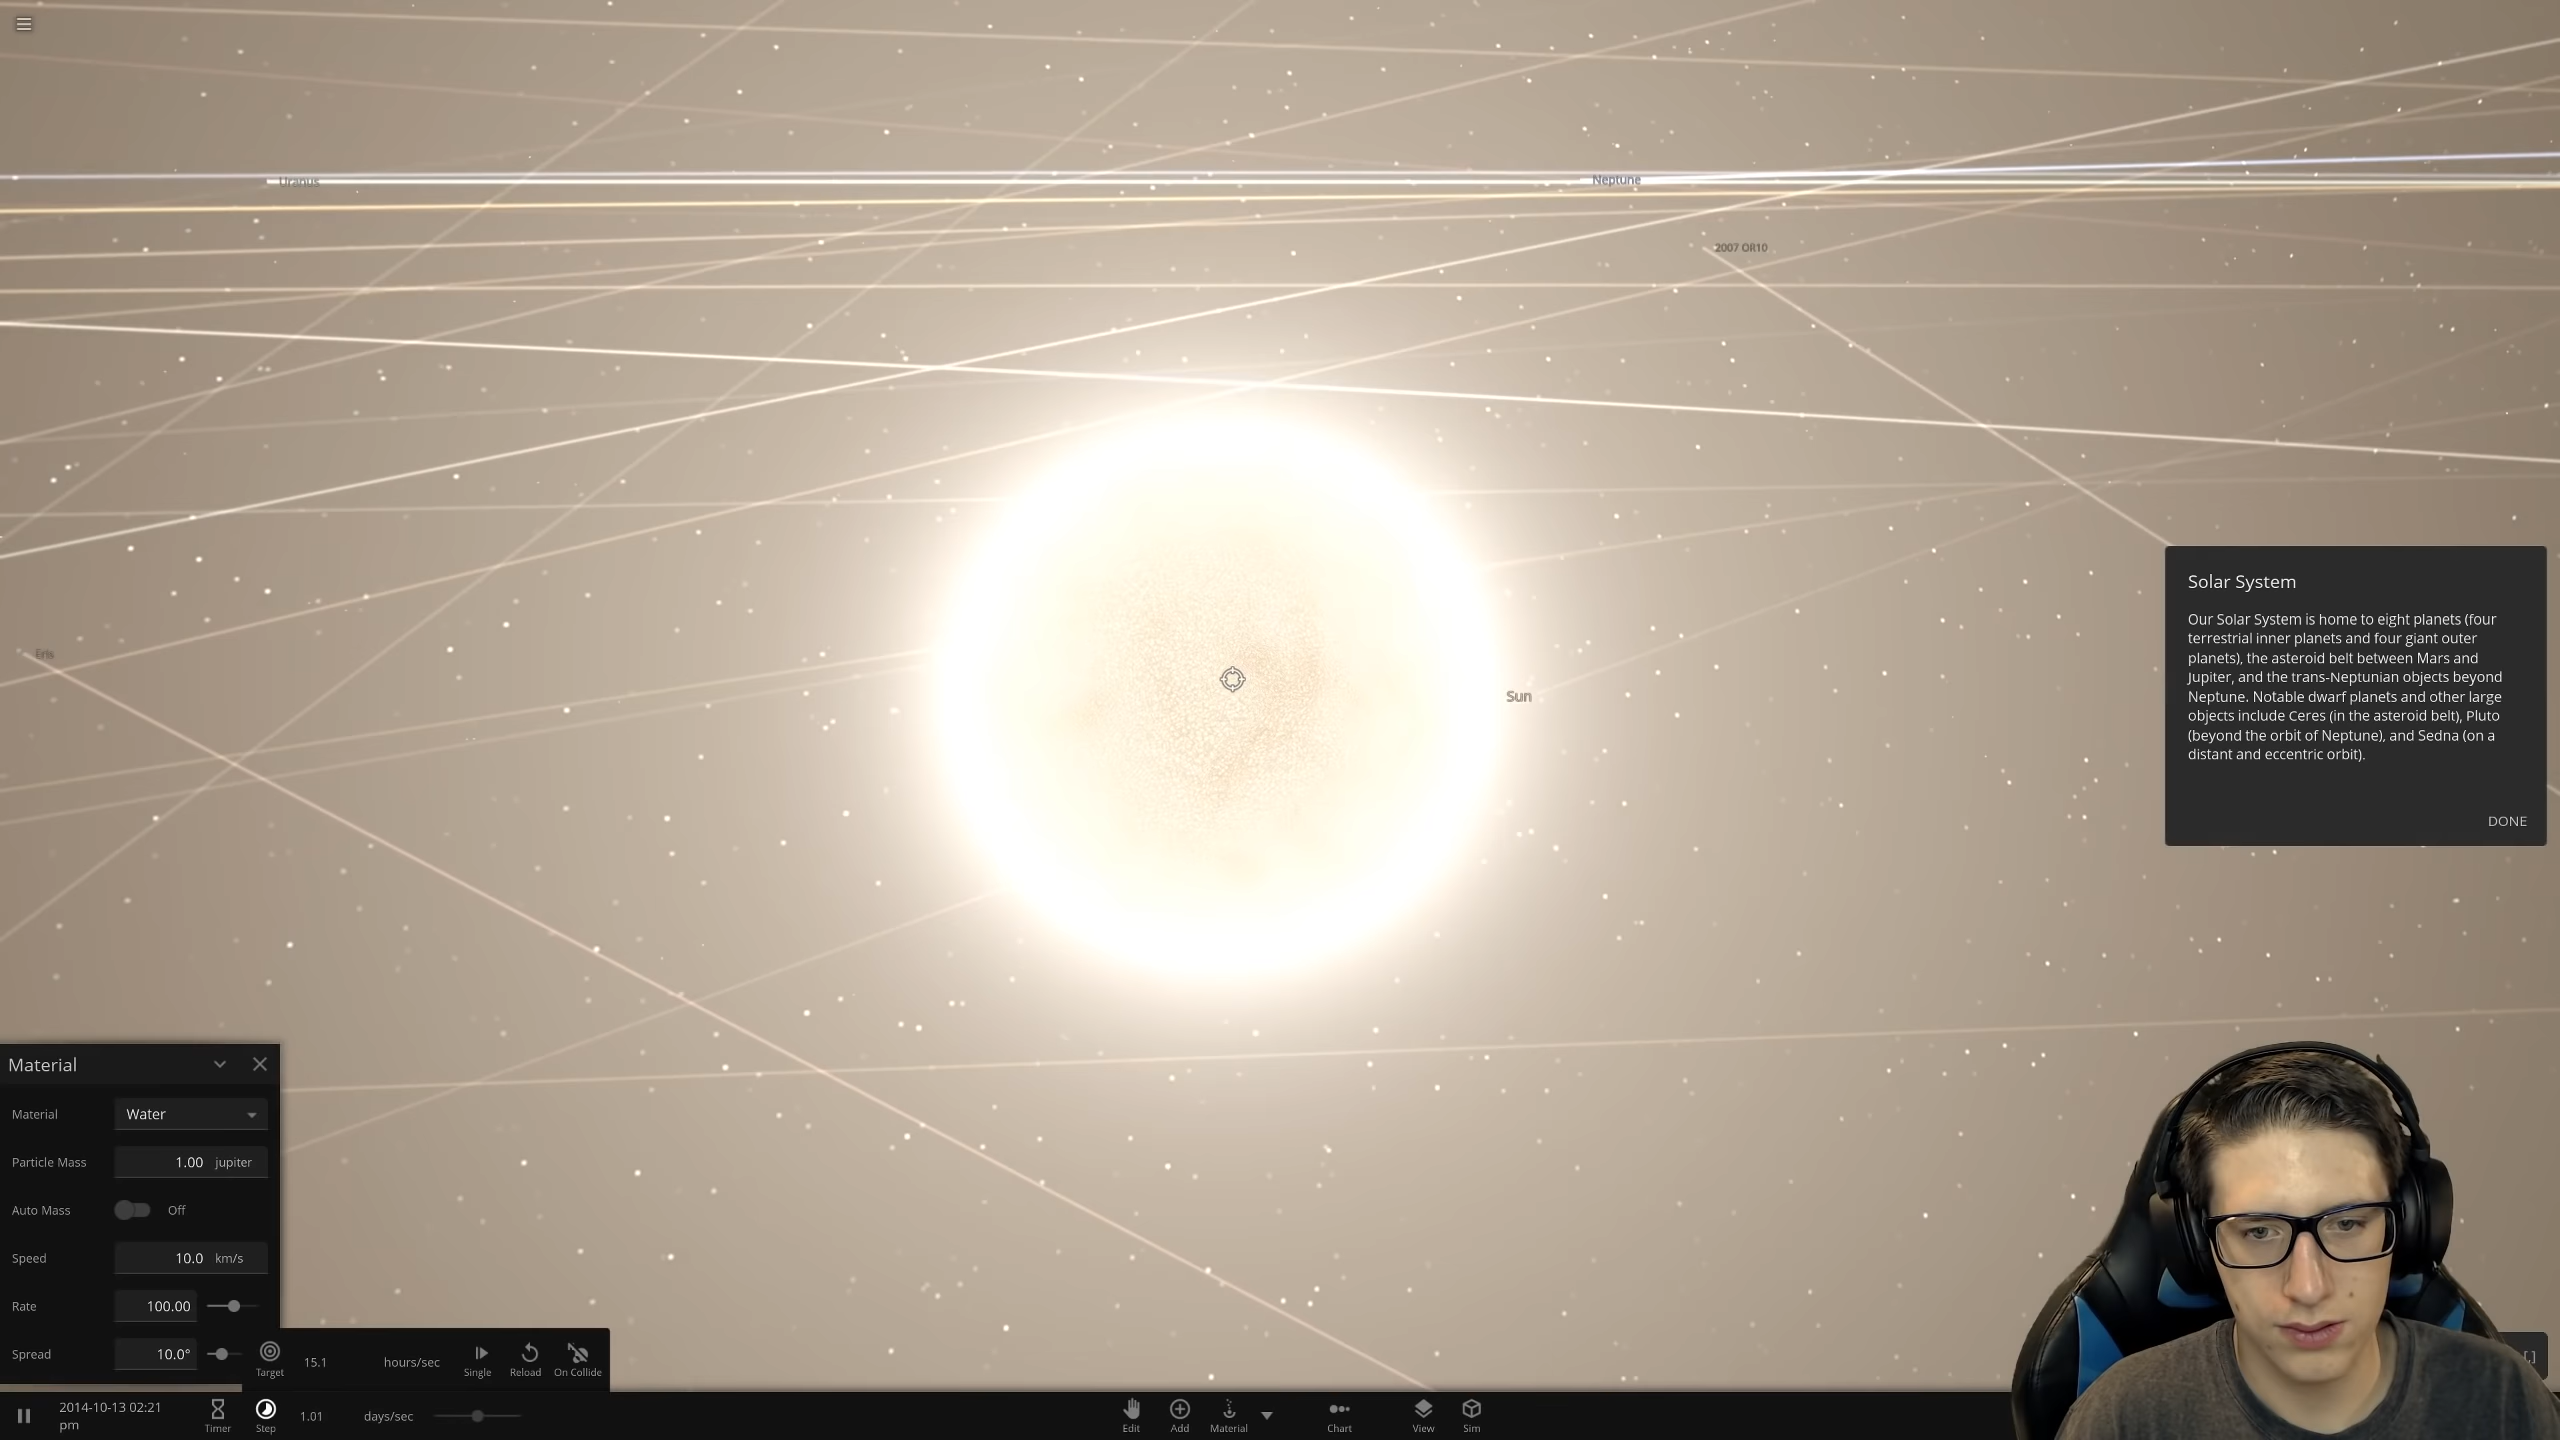 Uranus
Neptune
2007 OR10
Eris
Sun
Solar System
Our Solar System is home to eight planets (four
terrestrial inner planets and four giant outer
planets), the asteroid belt between Mars and
Jupiter, and the trans-Neptunian objects beyond
Neptune. Notable dwarf planets and other large
objects include Ceres (in the asteroid belt), Pluto
(beyond the orbit of Neptune), and Sedna (on a
distant and eccentric orbit).
DONE
Material
Material Water
Particle Mass 1.00 jupiter
Auto Mass Off
Speed 10.0 km/s
Rate 100.00
Spread 10.0°
Target 15.1 hours/sec Single Reload On Collide
2014-10-13 02:21
pm
Timer Step 1.01 days/sec
Edit Add Material Chart View Sim